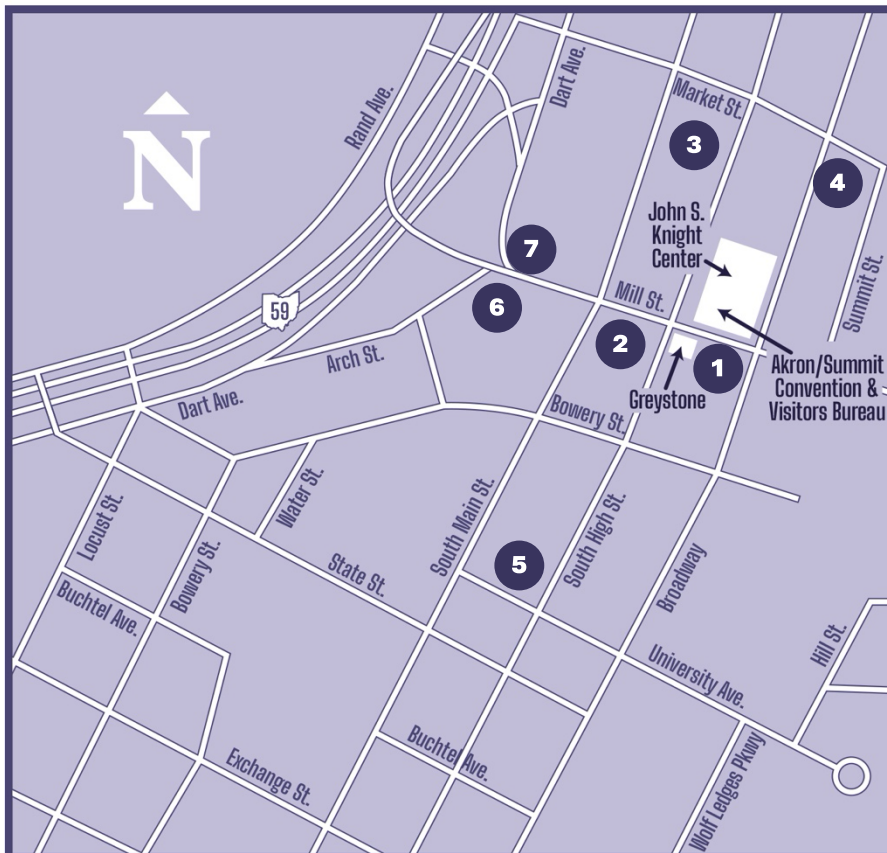 N
Rand Ave.
Dart Ave.
Market St.
3
4
John S.
Knight
Center
7
Summit St.
59
Mill St.
6
2
1
Akron/Summit
Convention &
Visitors Bureau
Arch St.
Greystone
Dart Ave.
Bowery St.
Water St.
South Main St.
Locust St.
South High St.
5
Bowery St.
State St.
Broadway
Buchtel Ave.
Hill St.
University Ave.
Buchtel Ave.
Exchange St.
Wolf Ledges Pkwy